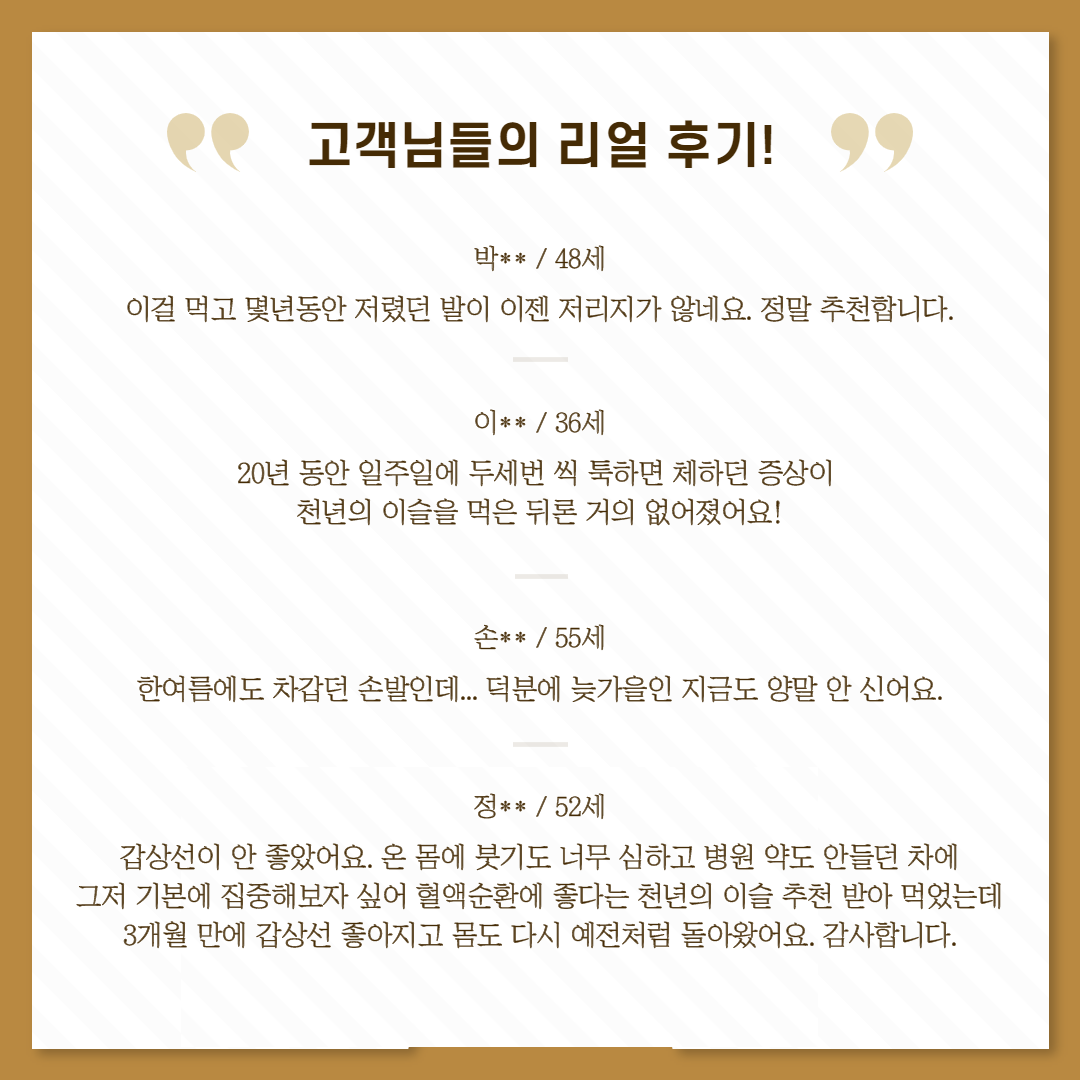 고객님들의 리얼 후기!
박** / 48세
이걸 먹고 몇년동안 저렸던 발이 이젠 저리지가 않네요. 정말 추천합니다.
이** / 36세
20년 동안 일주일에 두세번 씩 툭하면 체하던 증상이
천년의 이슬을 먹은 뒤론 거의 없어졌어요!
손** / 55세
한여름에도 차갑던 손발인데... 덕분에 늦가을인 지금도 양말 안 신어요.
정** / 52세
갑상선이 안 좋았어요. 온 몸에 붓기도 너무 심하고 병원 약도 안들던 차에
그저 기본에 집중해보자 싶어 혈액순환에 좋다는 천년의 이슬 추천 받아 먹었는데
3개월 만에 갑상선 좋아지고 몸도 다시 예전처럼 돌아왔어요. 감사합니다.